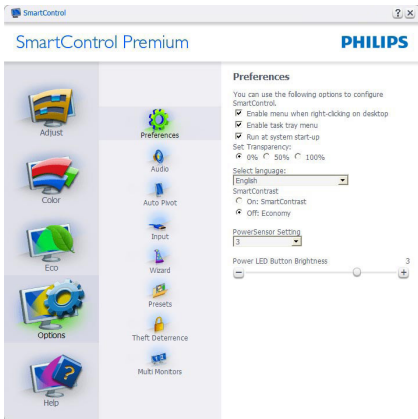 SmartControl
SmartControl Premium
PHILIPS
Adjust
Color
Eco
Options
Help
Preferences
Audio
Auto Pivot
Input
Wizard
Presets
Theft Deterrence
Multi Monitors
Preferences
You can use the following options to configure
SmartControl.
Enable menu when right-clicking on desktop
Enable task tray menu
Run at system start-up
Set Transparency:
0% 50% 100%
Select language:
English
SmartContrast
On: SmartContrast
Off: Economy
PowerSensor Setting
3
Power LED Button Brightness 3